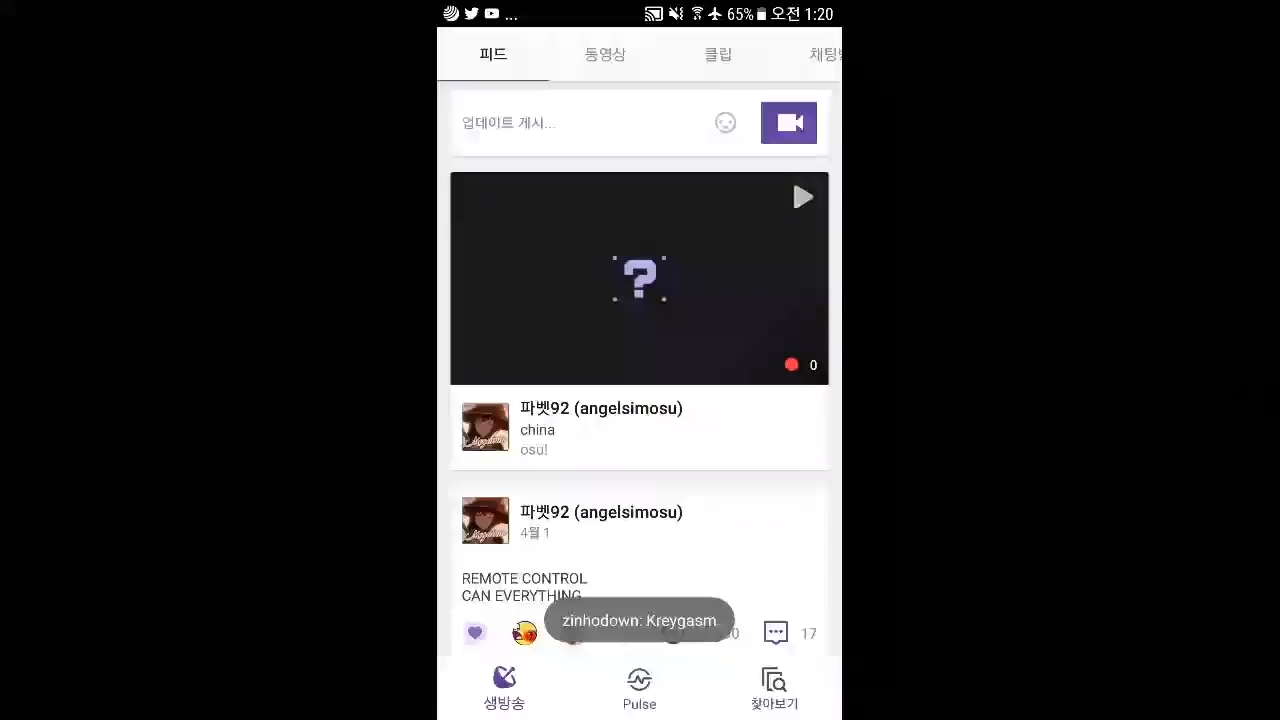 ... 65% 오전 1:20
피드 동영상 클립
업데이트 게시...
?
0
파벳92 (angelsimosu)
china
osu!
파벳92 (angelsimosu)
4월 1
REMOTE CONTROL
CAN EVERYTHING
zinhodown: Kreygasm
17
생방송 Pulse 찾아보기